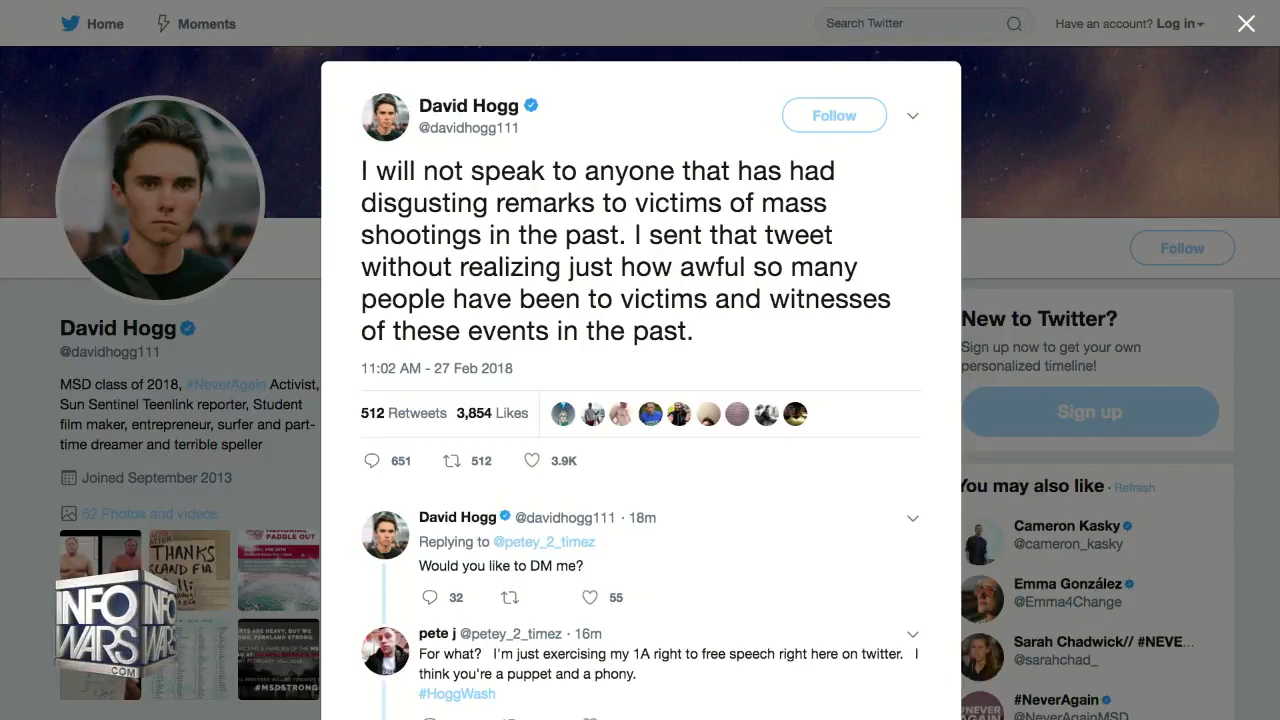 Home
Moments
Search Twitter
Have an account? Log in
David Hogg
@davidhogg111
Follow
I will not speak to anyone that has had
disgusting remarks to victims of mass
shootings in the past. I sent that tweet
without realizing just how awful so many
people have been to victims and witnesses
of these events in the past.
11:02 AM - 27 Feb 2018
512 Retweets 3,854 Likes
651 512 3.9K
David Hogg @davidhogg111 · 18m
Replying to @petey_2_timez
Would you like to DM me?
32 55
pete j @petey_2_timez · 16m
For what? I'm just exercising my 1A right to free speech right here on twitter. I
think you're a puppet and a phony.
#HoggWash
David Hogg
@davidhogg111
MSD class of 2018, #NeverAgain Activist,
Sun Sentinel Teenlink reporter, Student
film maker, entrepreneur, surfer and part-
time dreamer and terrible speller
Joined September 2013
62 Photos and videos
THANKS
PADDLE OUT
#MSDSTRONG
INFO
WARS
.COM
Follow
New to Twitter?
Sign up now to get your own
personalized timeline!
Sign up
You may also like · Refresh
Cameron Kasky
@cameron_kasky
Emma González
@Emma4Change
Sarah Chadwick// #NEVE...
@sarahchad_
#NeverAgain
@NeverAgainMSD